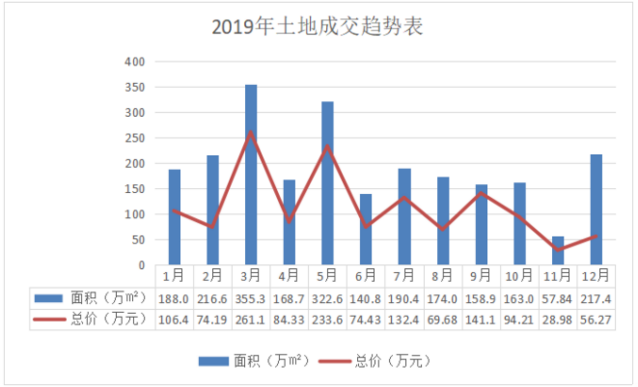 2019年土地成交趋势表
400
350
300
250
200
150
100
50
0
1月 2月 3月 4月 5月 6月 7月 8月 9月 10月 11月 12月
面积（万㎡） 188.0 216.6 355.3 168.7 322.6 140.8 190.4 174.0 158.9 163.0 57.84 217.4
总价（万元） 106.4 74.19 261.1 84.33 233.6 74.43 132.4 69.68 141.1 94.21 28.98 56.27
面积（万㎡） 总价（万元）